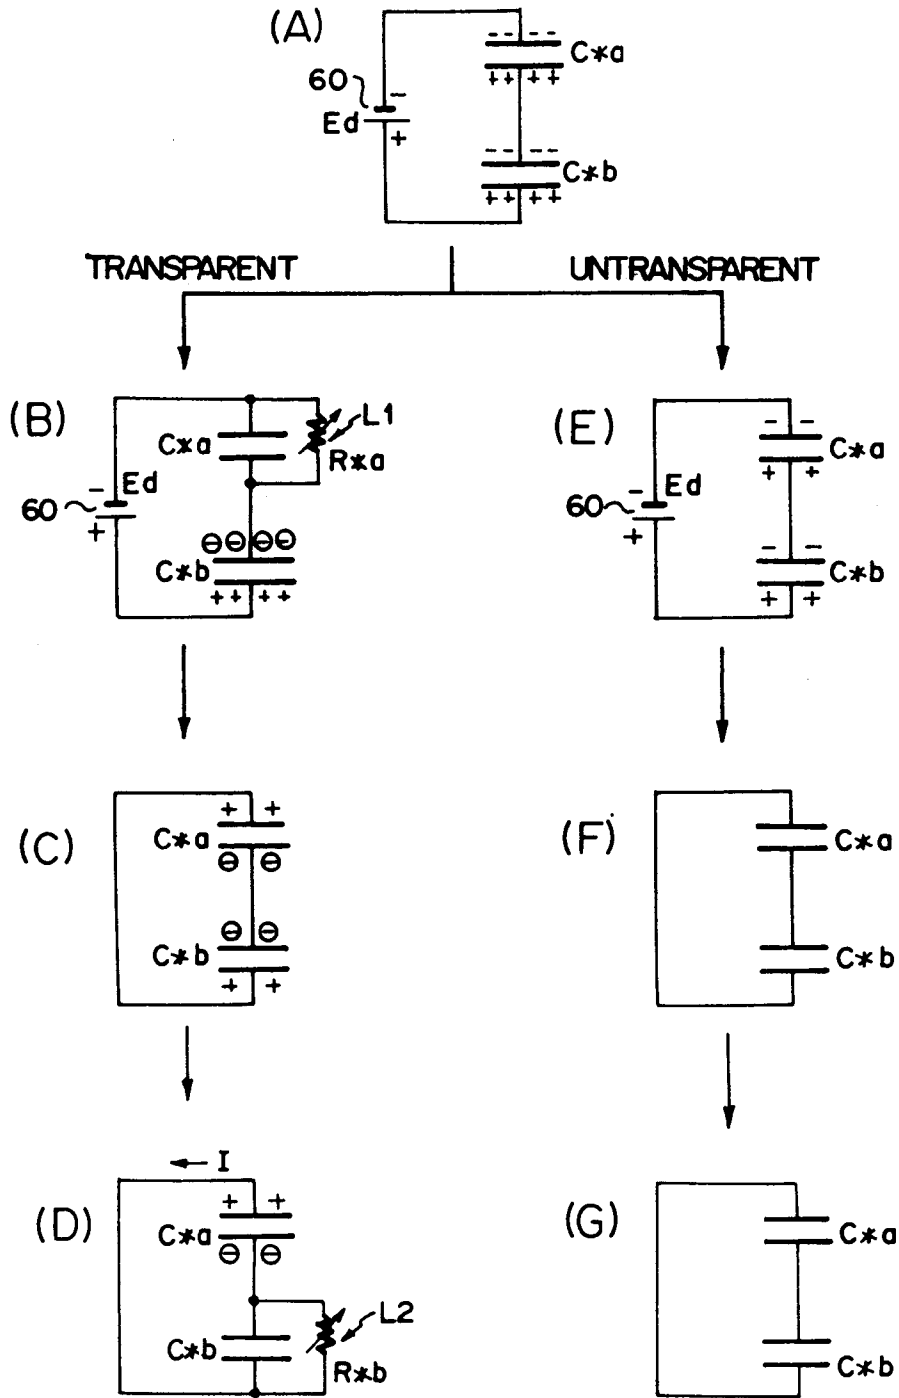 (A)
- - - -
C*a
++ ++
60
-
Ed
+
-- --
C*b
++ ++
TRANSPARENT
UNTRANSPARENT
(B)
L1
C*a
R*a
- Ed
60
+
⊖⊖⊖⊖
C*b
++ ++
(E)
- -
C*a
+ +
- Ed
60
+
- -
C*b
+ +
(C)
+ +
C*a
⊖ ⊖
⊖ ⊖
C*b
+ +
(F)
C*a
C*b
(D)
← I
+ +
C*a
⊖ ⊖
L2
C*b
R*b
(G)
C*a
C*b